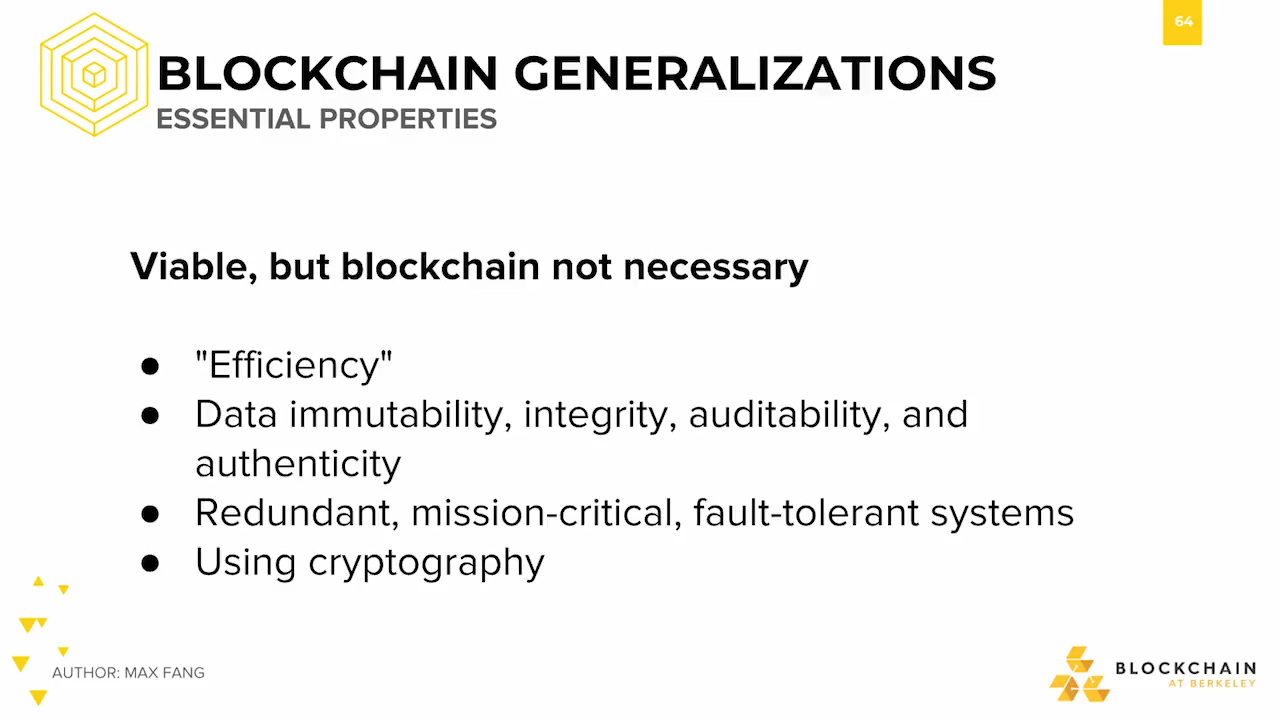 64
BLOCKCHAIN GENERALIZATIONS
ESSENTIAL PROPERTIES
Viable, but blockchain not necessary
● "Efficiency"
● Data immutability, integrity, auditability, and
authenticity
● Redundant, mission-critical, fault-tolerant systems
● Using cryptography
AUTHOR: MAX FANG
BLOCKCHAIN
AT BERKELEY